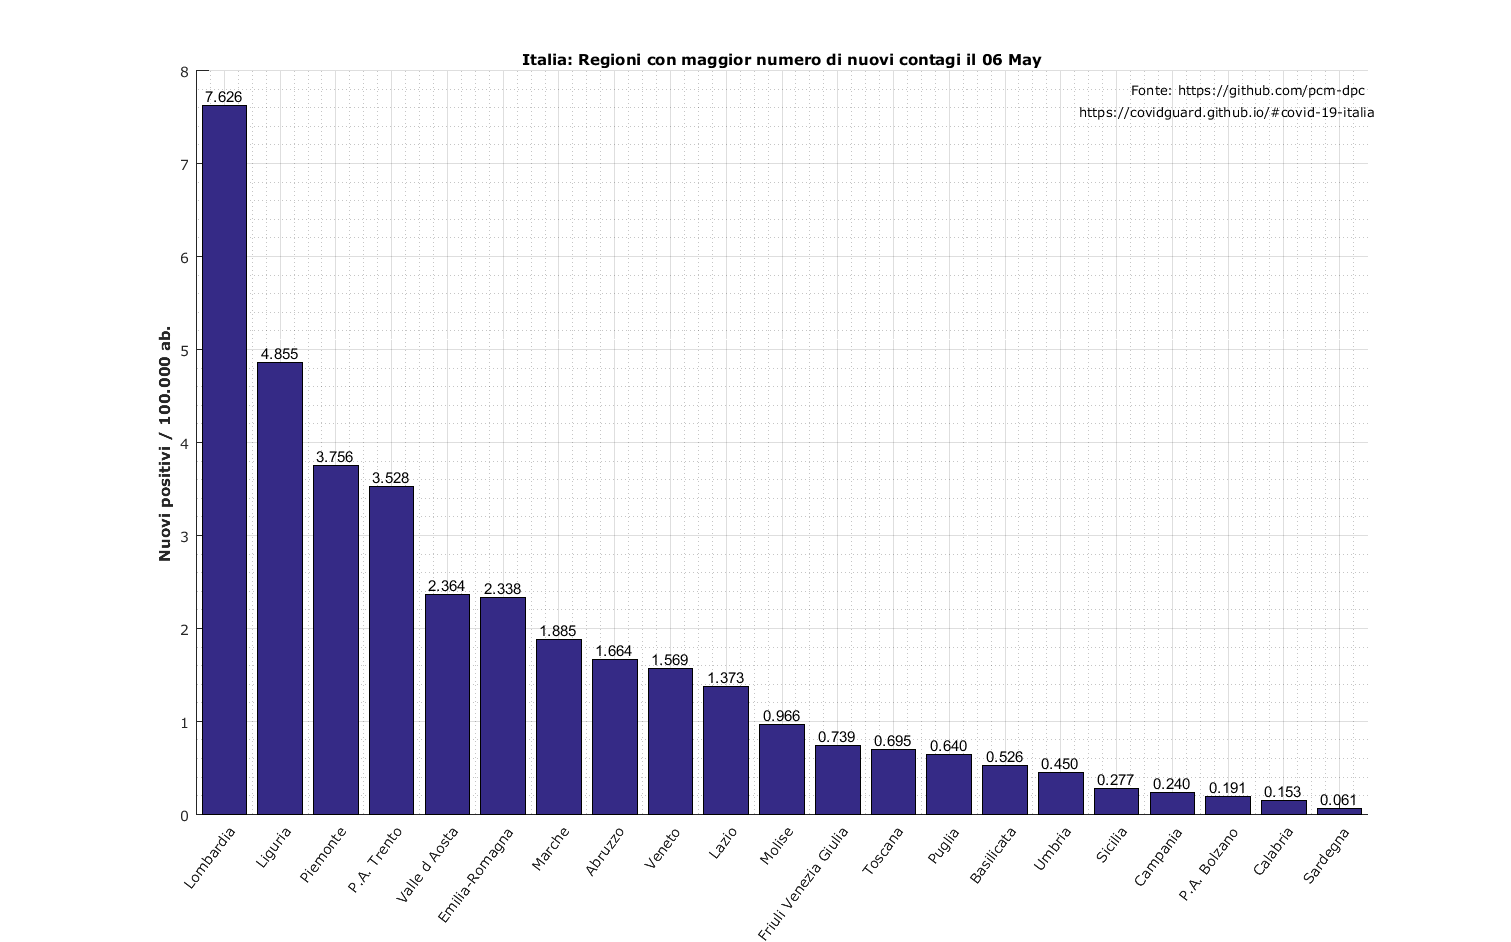 Italia: Regioni con maggior numero di nuovi contagi il 06 May
Fonte: https://github.com/pcm-dpc
https://covidguard.github.io/#covid-19-italia
Nuovi positivi / 100.000 ab.
8
7
6
5
4
3
2
1
0
7.626
4.855
3.756
3.528
2.364
2.338
1.885
1.664
1.569
1.373
0.966
0.739
0.695
0.640
0.526
0.450
0.277
0.240
0.191
0.153
0.061
Lombardia
Liguria
Piemonte
P.A. Trento
Valle d Aosta
Emilia-Romagna
Marche
Abruzzo
Veneto
Lazio
Molise
Friuli Venezia Giulia
Toscana
Puglia
Basilicata
Umbria
Sicilia
Campania
P.A. Bolzano
Calabria
Sardegna